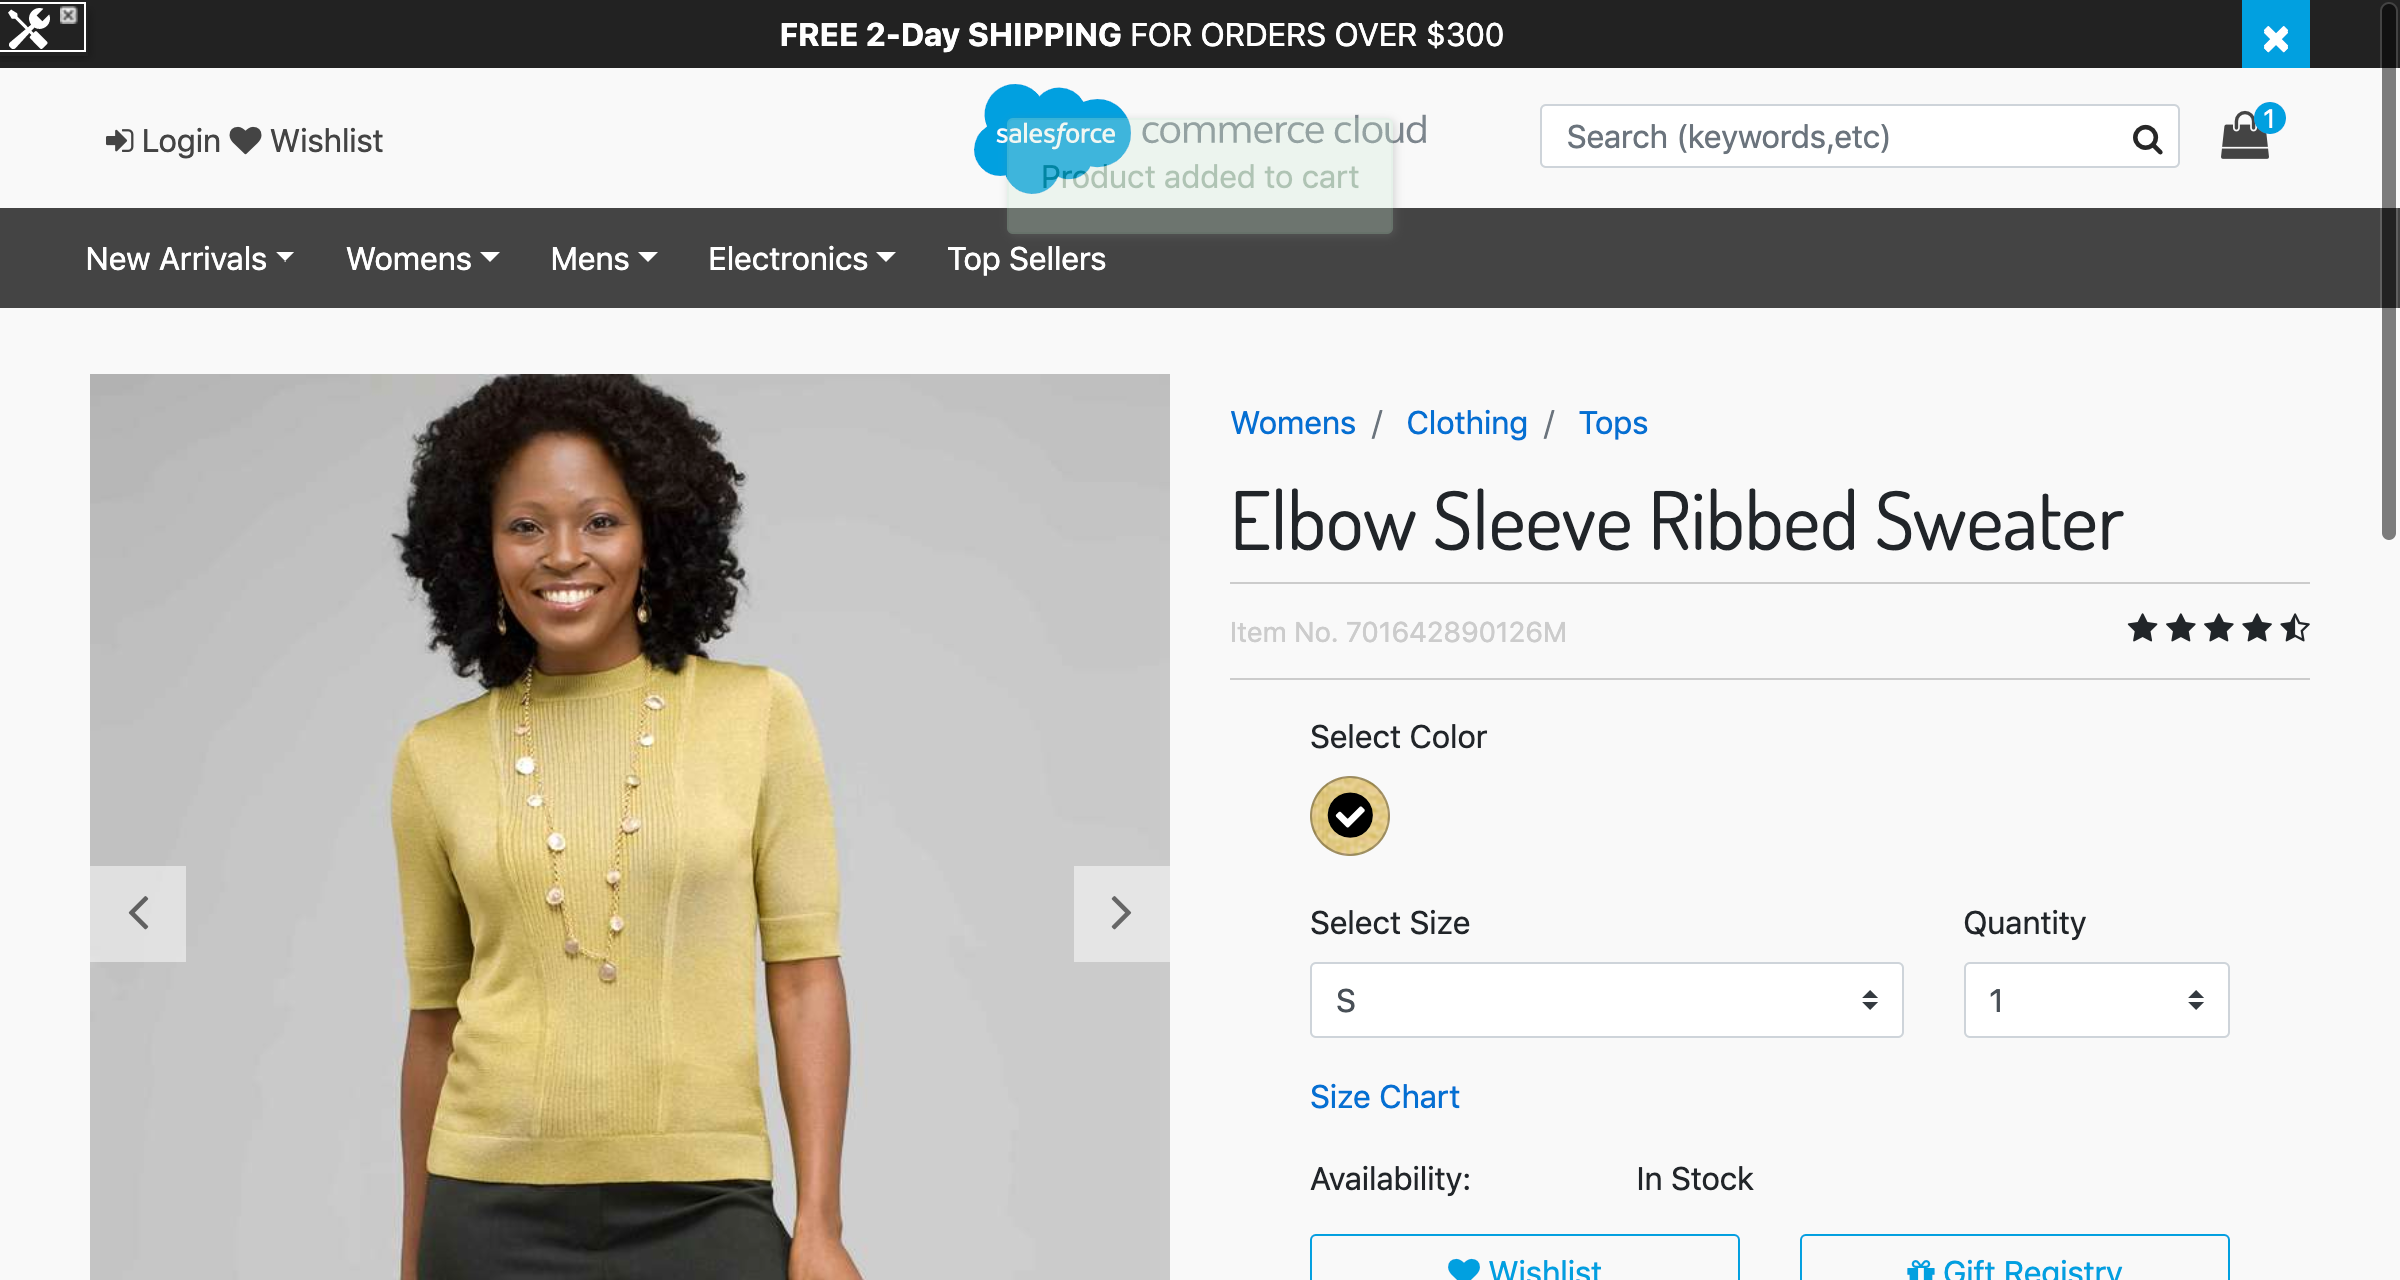 FREE 2-Day SHIPPING FOR ORDERS OVER $300
Login Wishlist
salesforce commerce cloud
Search (keywords,etc)
1
Product added to cart
New Arrivals Womens Mens Electronics Top Sellers
Womens / Clothing / Tops
Elbow Sleeve Ribbed Sweater
Item No. 701642890126M
Select Color
Select Size Quantity
S 1
Size Chart
Availability: In Stock
Wishlist Gift Registry